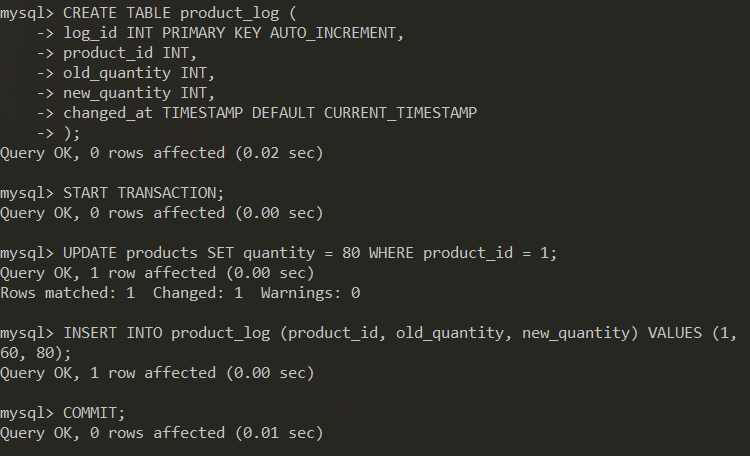 mysql> CREATE TABLE product_log (
    -> log_id INT PRIMARY KEY AUTO_INCREMENT,
    -> product_id INT,
    -> old_quantity INT,
    -> new_quantity INT,
    -> changed_at TIMESTAMP DEFAULT CURRENT_TIMESTAMP
    -> );
Query OK, 0 rows affected (0.02 sec)

mysql> START TRANSACTION;
Query OK, 0 rows affected (0.00 sec)

mysql> UPDATE products SET quantity = 80 WHERE product_id = 1;
Query OK, 1 row affected (0.00 sec)
Rows matched: 1  Changed: 1  Warnings: 0

mysql> INSERT INTO product_log (product_id, old_quantity, new_quantity) VALUES (1,
60, 80);
Query OK, 1 row affected (0.00 sec)

mysql> COMMIT;
Query OK, 0 rows affected (0.01 sec)